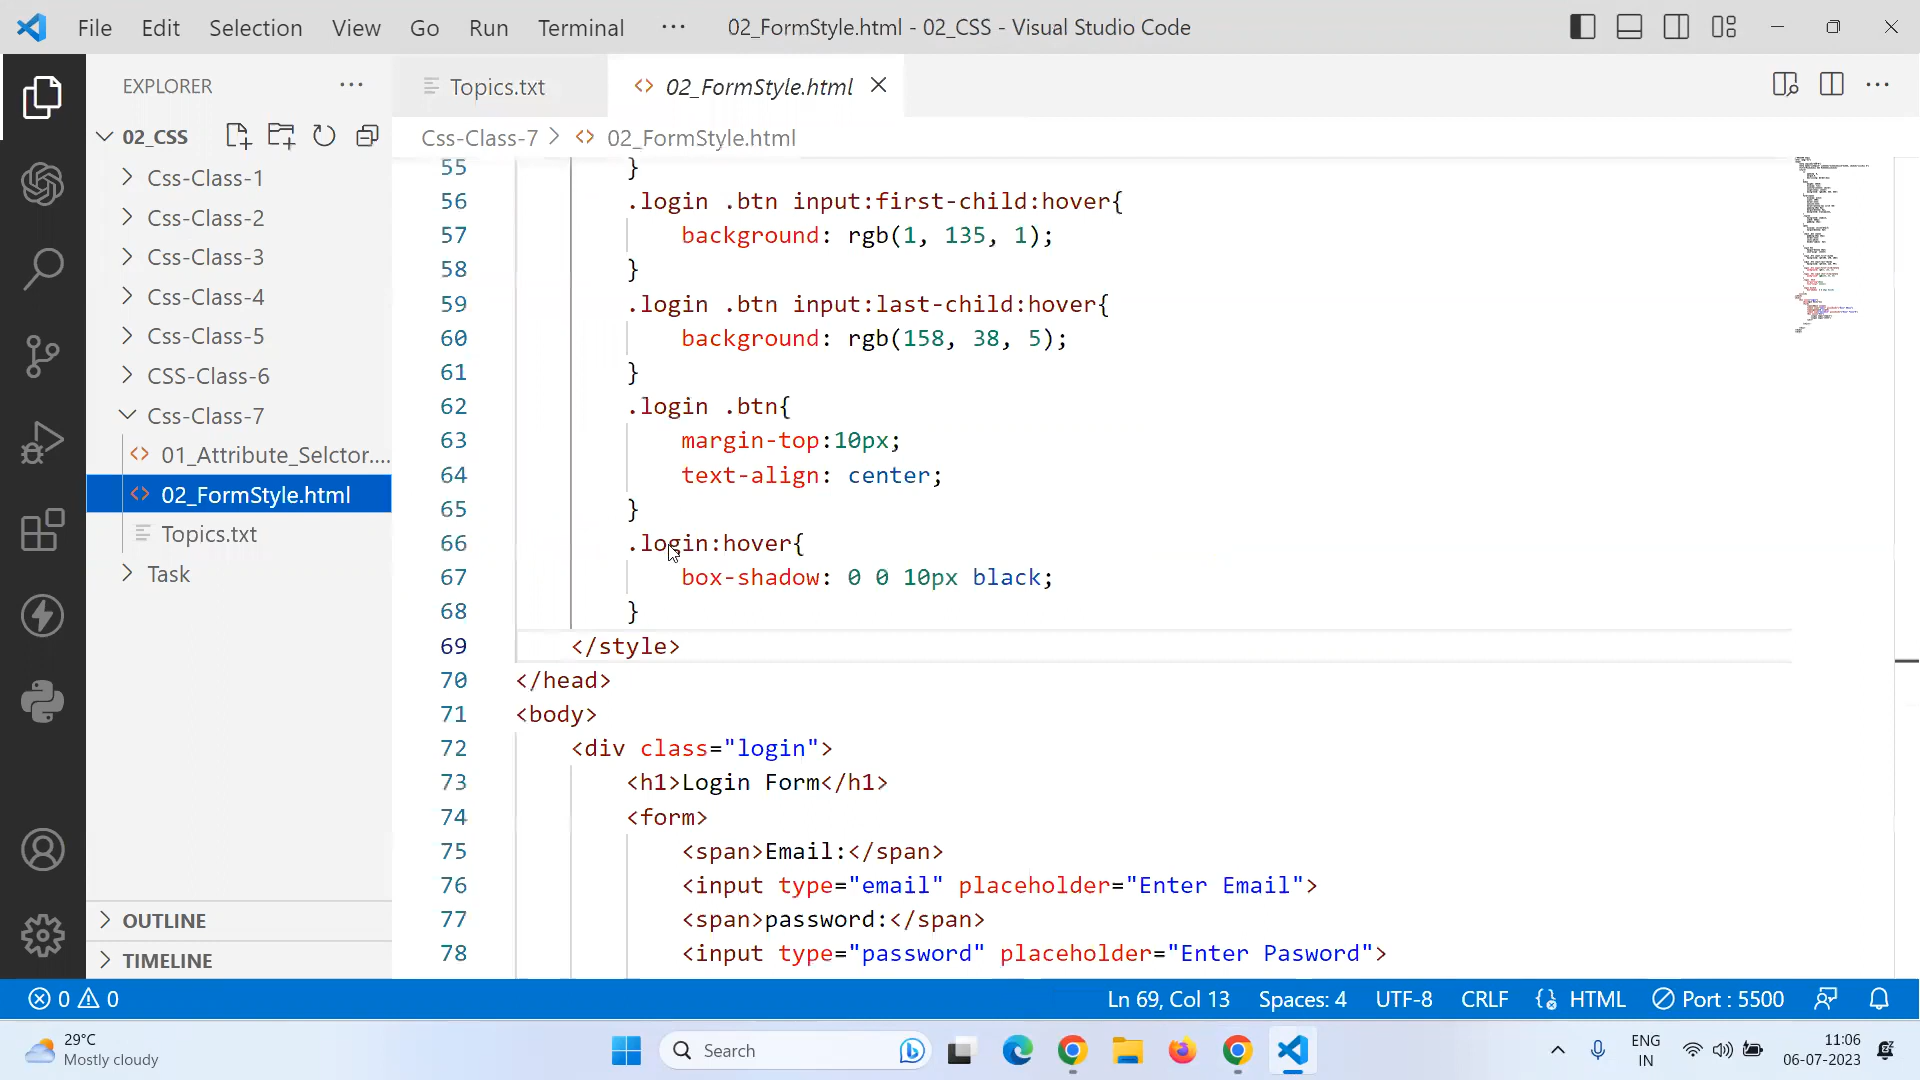 File Edit Selection View Go Run Terminal ··· 02_FormStyle.html - 02_CSS - Visual Studio Code
EXPLORER ···
Topics.txt
02_FormStyle.html
02_CSS
Css-Class-7 > 02_FormStyle.html
Css-Class-1
Css-Class-2
Css-Class-3
Css-Class-4
Css-Class-5
CSS-Class-6
Css-Class-7
01_Attribute_Selctor....
02_FormStyle.html
Topics.txt
Task
OUTLINE
TIMELINE
55 }
56 .login .btn input:first-child:hover{
57 background: rgb(1, 135, 1);
58 }
59 .login .btn input:last-child:hover{
60 background: rgb(158, 38, 5);
61 }
62 .login .btn{
63 margin-top:10px;
64 text-align: center;
65 }
66 .login:hover{
67 box-shadow: 0 0 10px black;
68 }
69 </style>
70 </head>
71 <body>
72 <div class="login">
73 <h1>Login Form</h1>
74 <form>
75 <span>Email:</span>
76 <input type="email" placeholder="Enter Email">
77 <span>password:</span>
78 <input type="password" placeholder="Enter Pasword">
0 0 Ln 69, Col 13 Spaces: 4 UTF-8 CRLF HTML Port : 5500
29°C
Mostly cloudy
Search
ENG
IN
11:06
06-07-2023